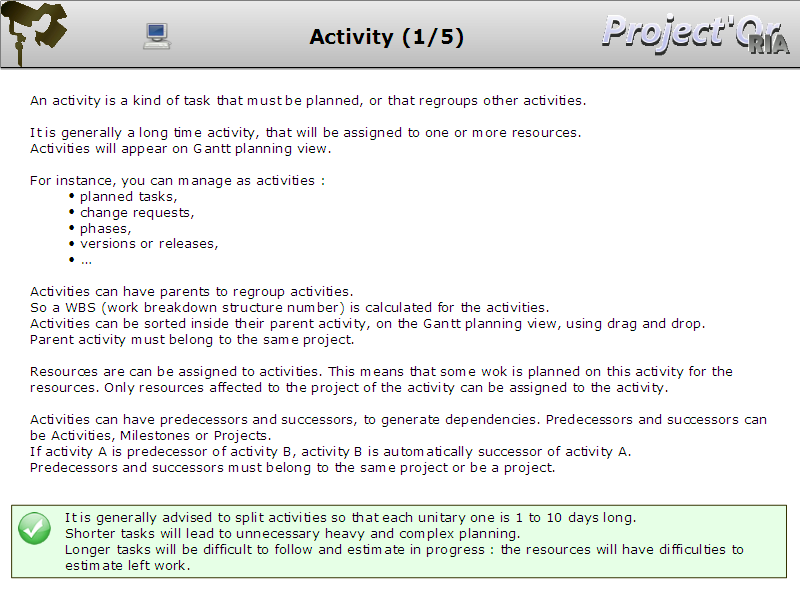 Activity (1/5)
Project'Or
RIA
An activity is a kind of task that must be planned, or that regroups other activities.
It is generally a long time activity, that will be assigned to one or more resources.
Activities will appear on Gantt planning view.
For instance, you can manage as activities :
• planned tasks,
• change requests,
• phases,
• versions or releases,
• ...
Activities can have parents to regroup activities.
So a WBS (work breakdown structure number) is calculated for the activities.
Activities can be sorted inside their parent activity, on the Gantt planning view, using drag and drop.
Parent activity must belong to the same project.
Resources are can be assigned to activities. This means that some wok is planned on this activity for the
resources. Only resources affected to the project of the activity can be assigned to the activity.
Activities can have predecessors and successors, to generate dependencies. Predecessors and successors can
be Activities, Milestones or Projects.
If activity A is predecessor of activity B, activity B is automatically successor of activity A.
Predecessors and successors must belong to the same project or be a project.
It is generally advised to split activities so that each unitary one is 1 to 10 days long.
Shorter tasks will lead to unnecessary heavy and complex planning.
Longer tasks will be difficult to follow and estimate in progress : the resources will have difficulties to
estimate left work.